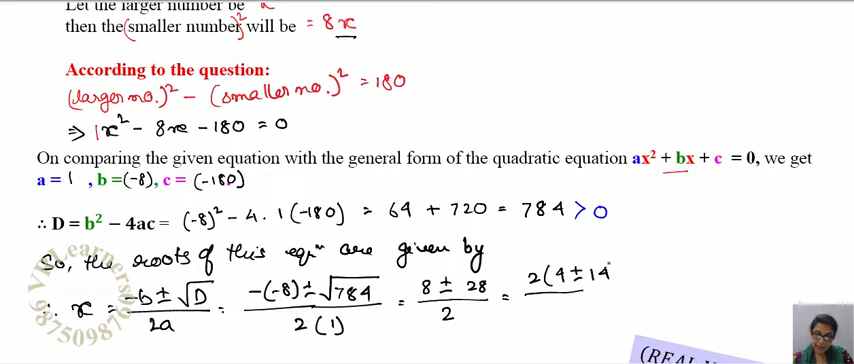 Let the larger number be x
then the (smaller number)² will be = 8x
According to the question:
(larger no.)² - (smaller no.)² = 180
⇒ 1x² - 8x - 180 = 0
On comparing the given equation with the general form of the quadratic equation ax² + bx + c = 0, we get
a = 1 , b =(-8), c = (-180)
∴ D = b² – 4ac = (-8)² - 4 . 1 (-180) = 64 + 720 = 784 > 0
So, the roots of this eqⁿ are given by
∴ x = -b ± √D / 2a = -(-8) ± √784 / 2(1) = 8 ± 28 / 2 = 2(4 ± 14
VR Learners
987509876
(REAL